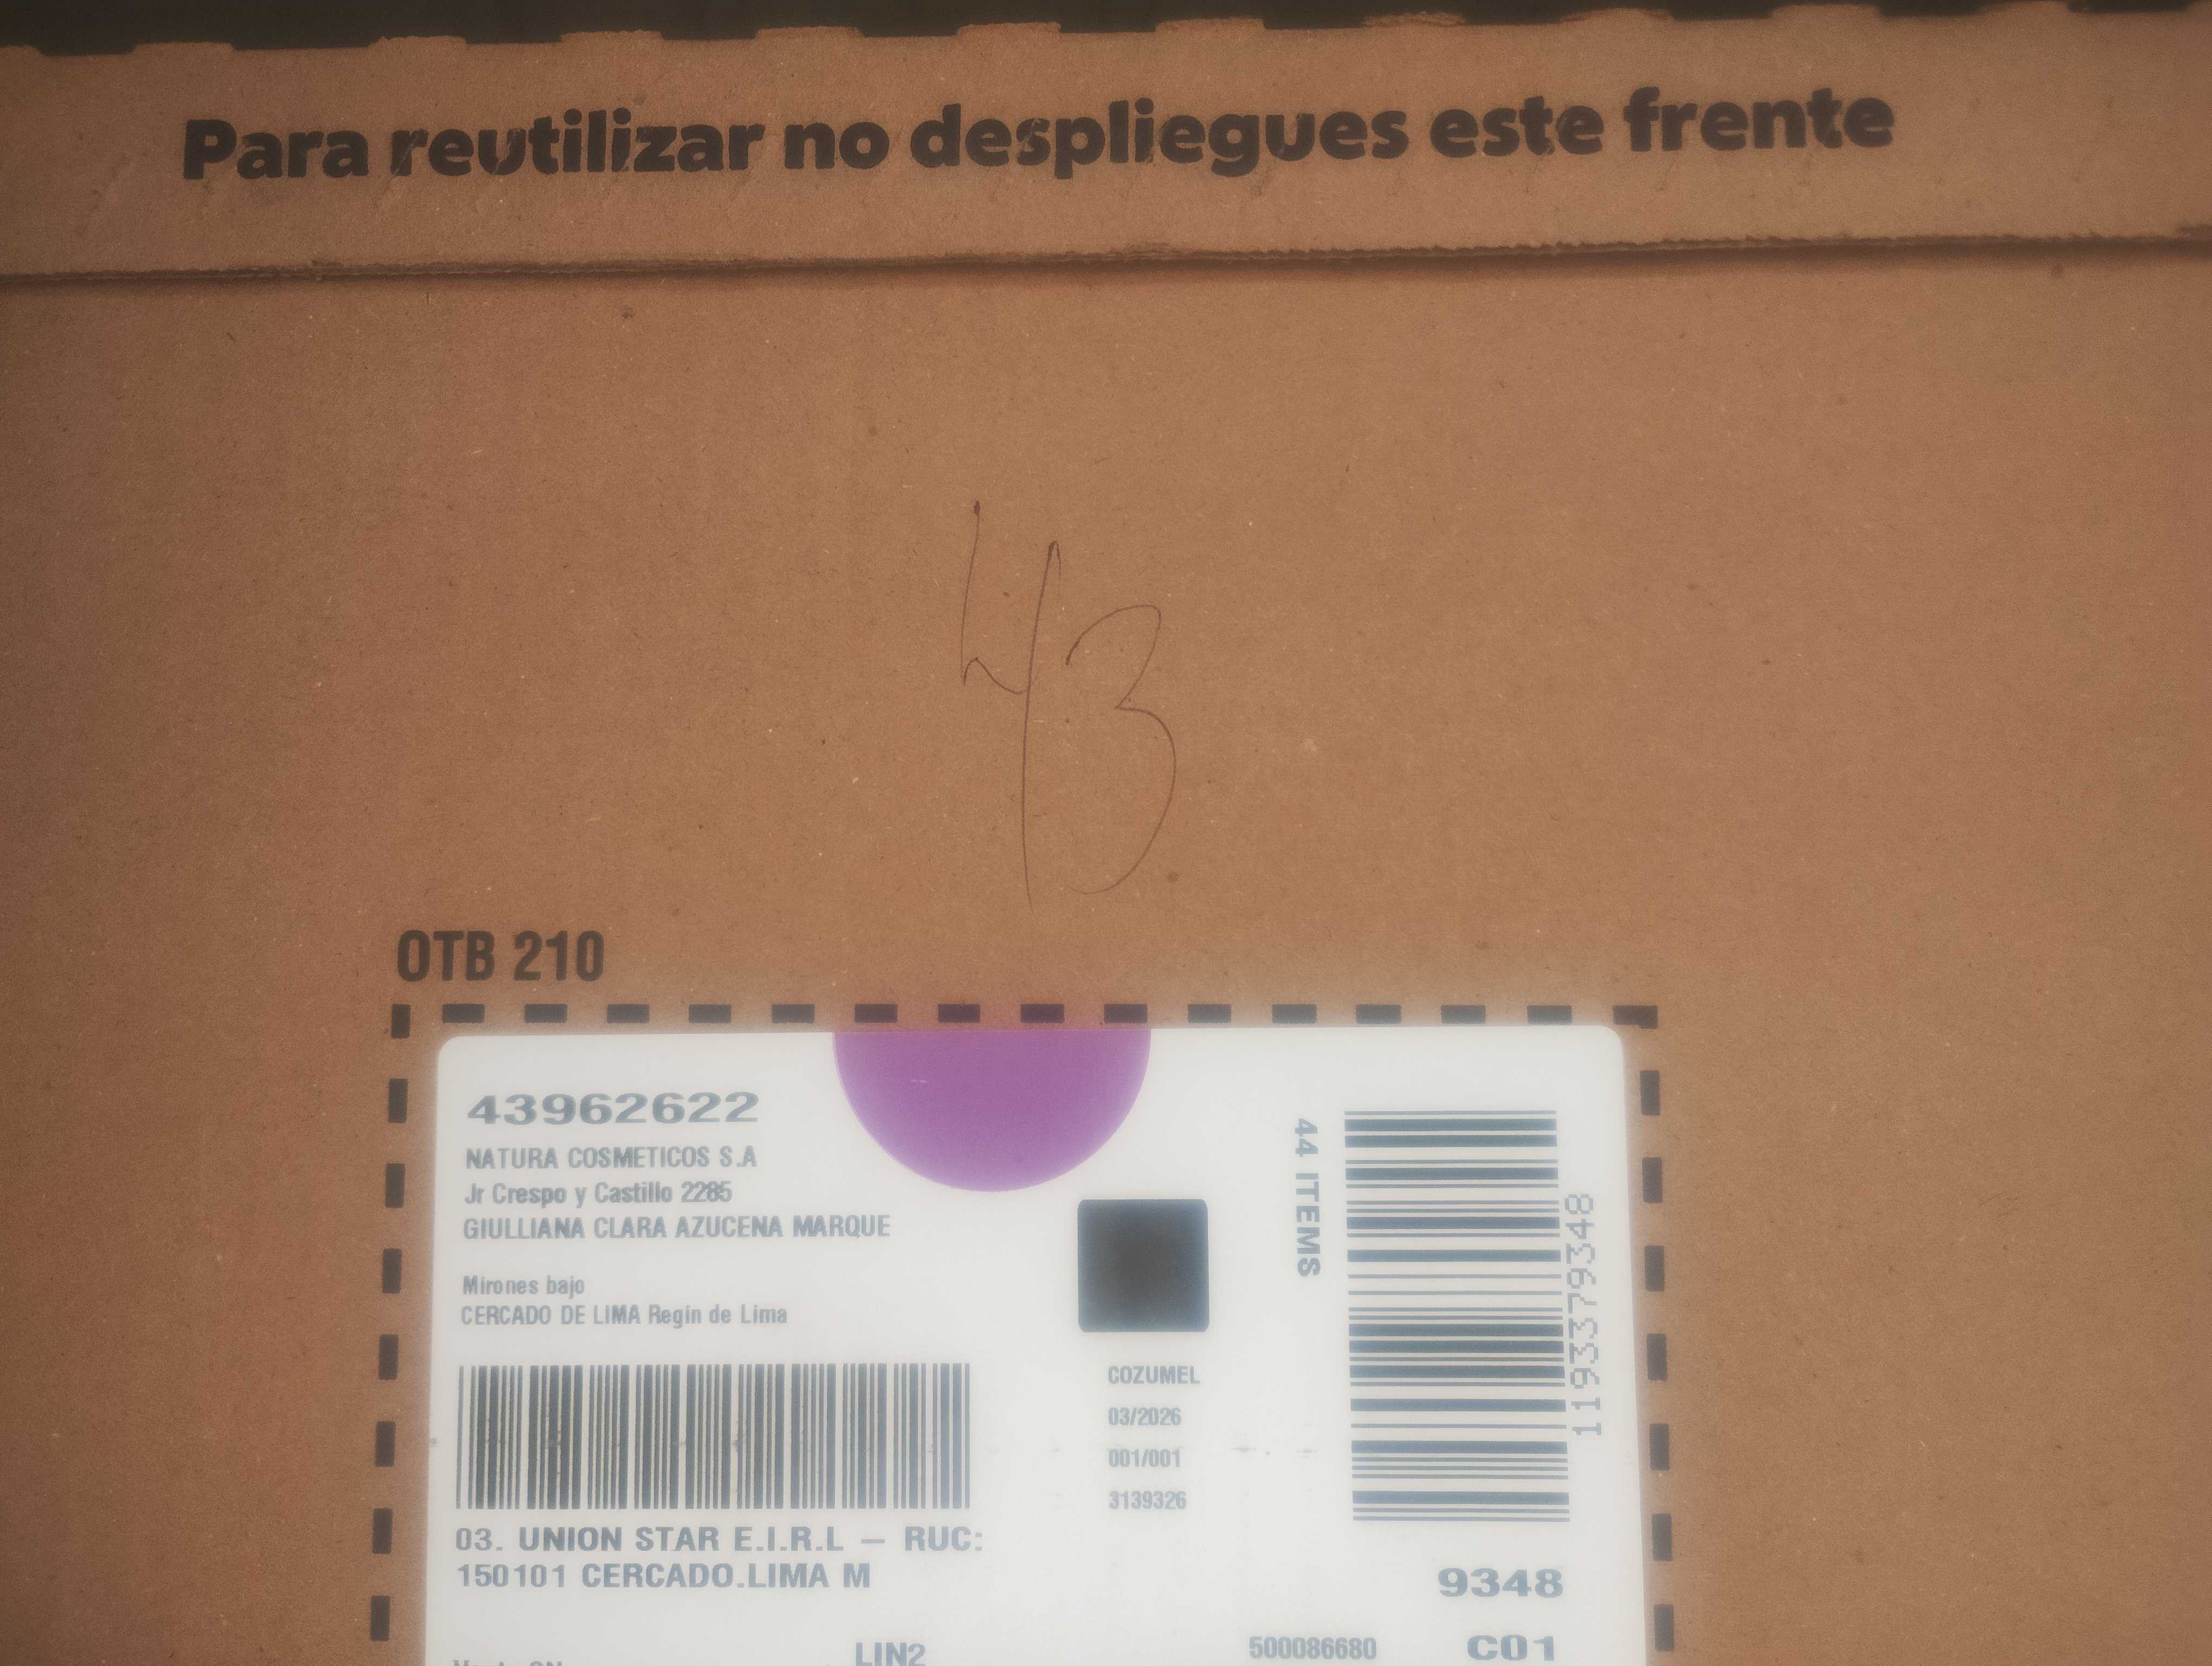 Para reutilizar no despliegues este frente
43
OTB 210
43962622
NATURA COSMETICOS S.A
Jr Crespo y Castillo 2285
GIULLIANA CLARA AZUCENA MARQUE
Mirones bajo
CERCADO DE LIMA Regin de Lima
03. UNION STAR E.I.R.L – RUC:
150101 CERCADO.LIMA M
COZUMEL
03/2026
001/001
3139326
44 ITEMS
1193379348
9348
LIN2
500086680
C01